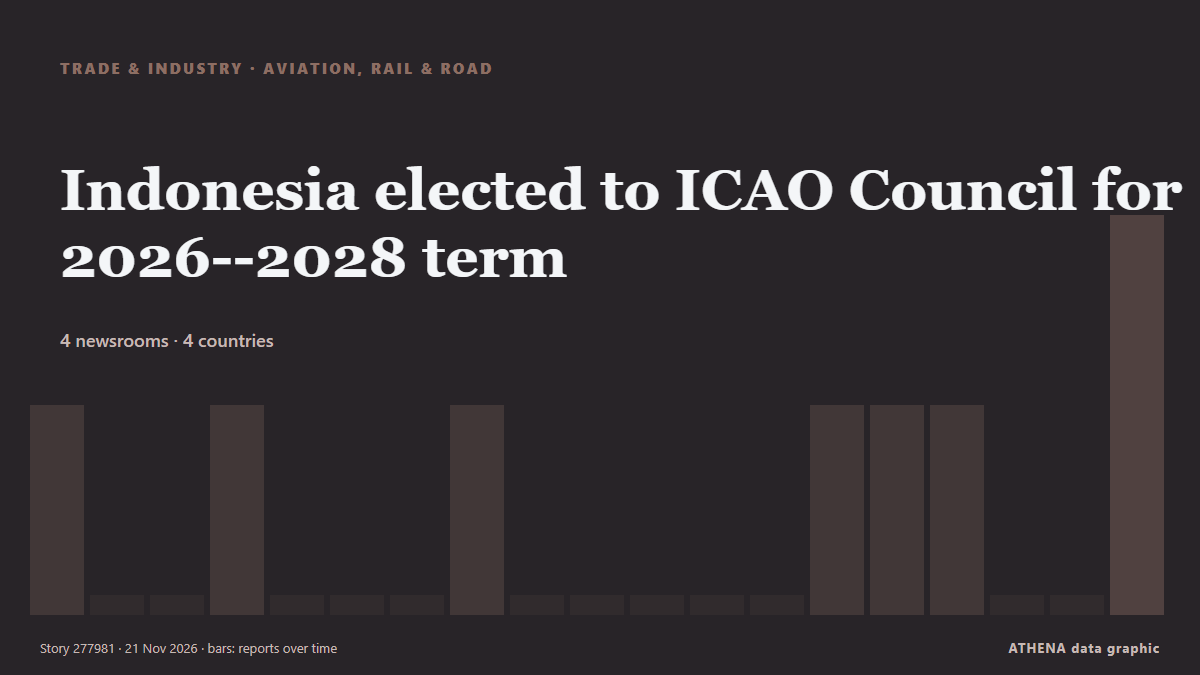 TRADE & INDUSTRY · AVIATION, RAIL & ROAD
Indonesia elected to ICAO Council for
2026--2028 term
4 newsrooms · 4 countries
Story 277981 · 21 Nov 2026 · bars: reports over time
ATHENA data graphic